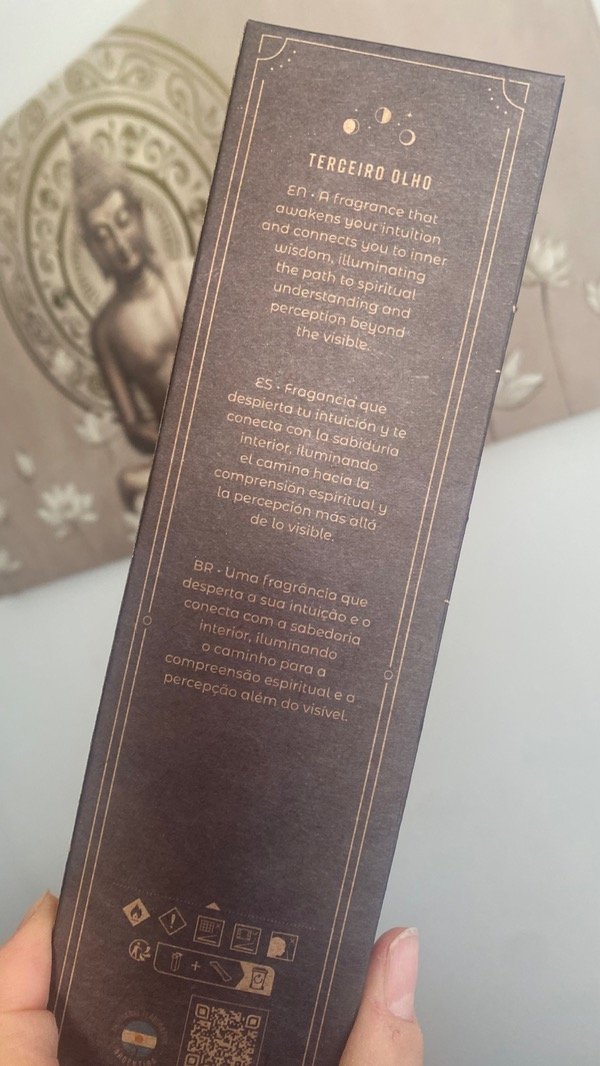 TERCEIRO OLHO
EN · A fragrance that
awakens your intuition
and connects you to inner
wisdom, illuminating
the path to spiritual
understanding and
perception beyond
the visible.
ES · Fragancia que
despierta tu intuición y te
conecta con la sabiduría
interior, iluminando
el camino hacia la
comprensión espiritual y
la percepción más allá
de lo visible.
BR · Uma fragrância que
desperta a sua intuição e o
conecta com a sabedoria
interior, iluminando
o caminho para a
compreensão espiritual e a
percepção além do visível.